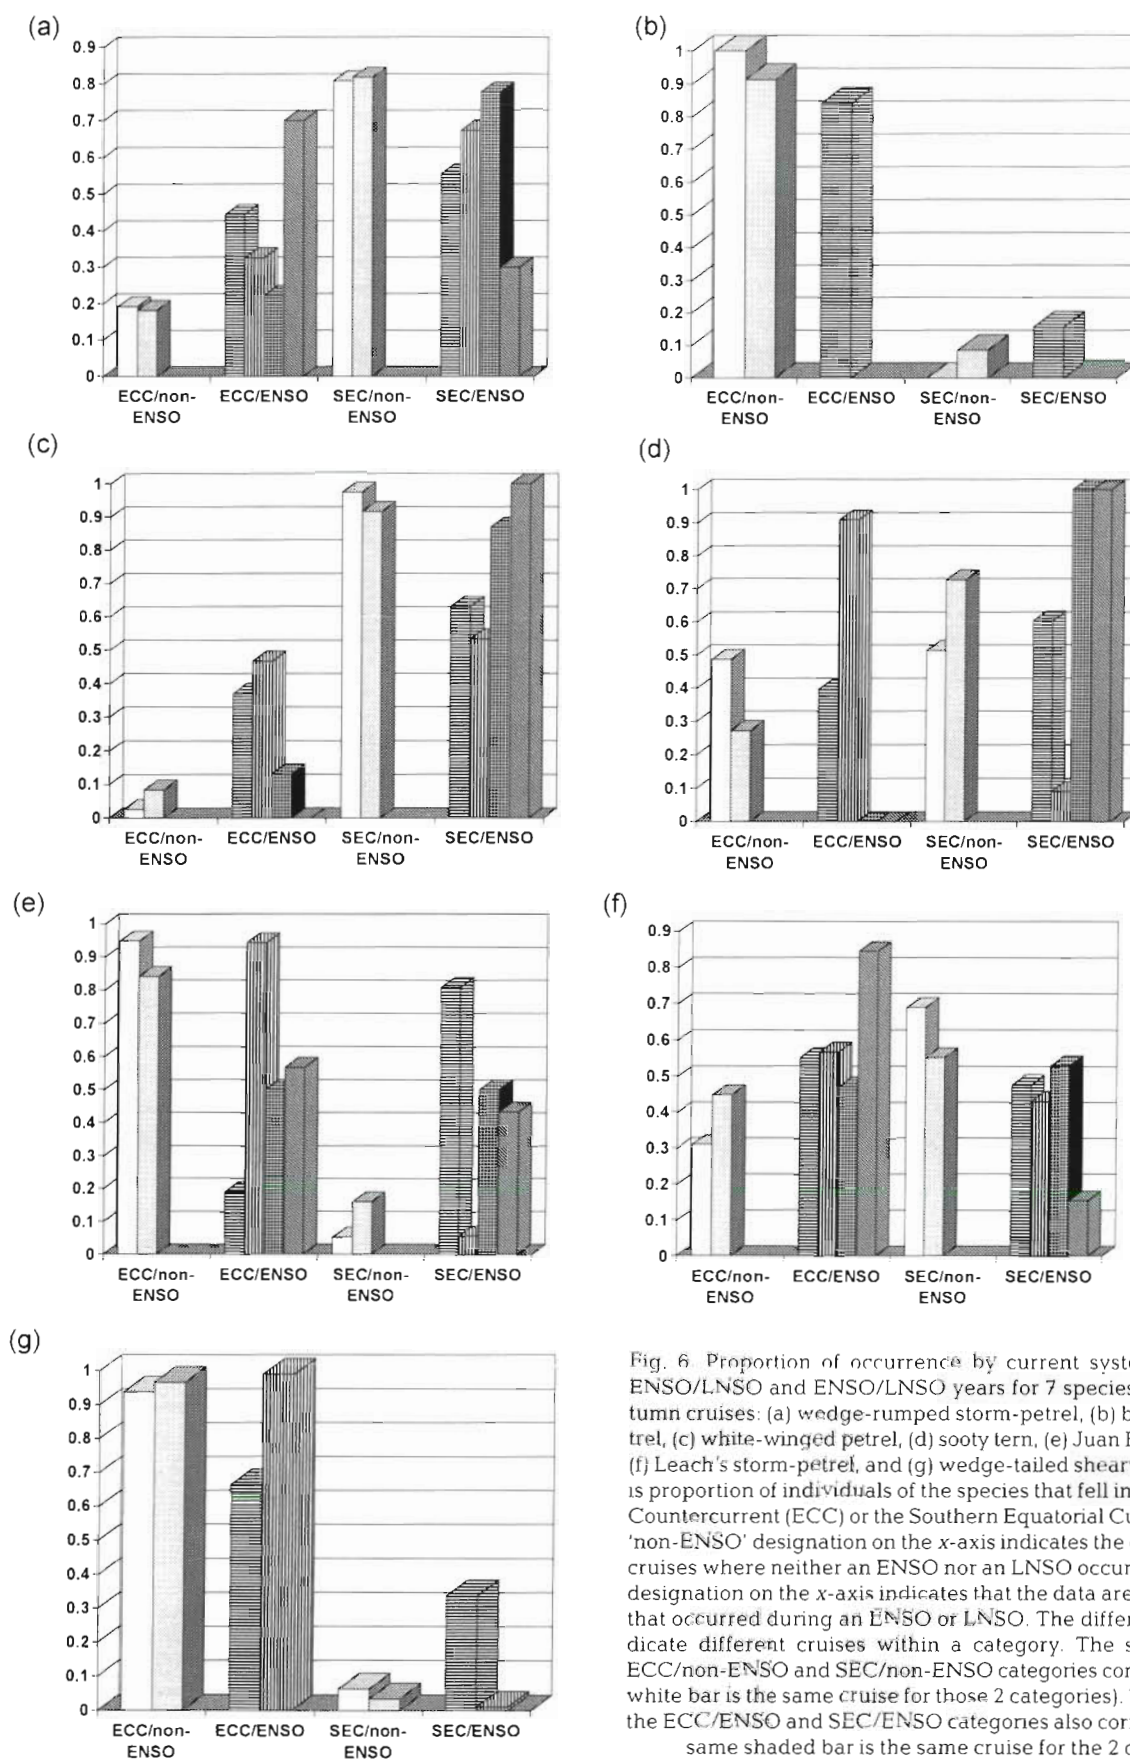 (a)
0.9
0.8
0.7
0.6
0.5
0.4
0.3
0.2
0.1
0
ECC/non-ENSO ECC/ENSO SEC/non-ENSO SEC/ENSO
(b)
1
0.9
0.8
0.7
0.6
0.5
0.4
0.3
0.2
0.1
0
ECC/non-ENSO ECC/ENSO SEC/non-ENSO SEC/ENSO
(c)
1
0.9
0.8
0.7
0.6
0.5
0.4
0.3
0.2
0.1
0
ECC/non-ENSO ECC/ENSO SEC/non-ENSO SEC/ENSO
(d)
1
0.9
0.8
0.7
0.6
0.5
0.4
0.3
0.2
0.1
0
ECC/non-ENSO ECC/ENSO SEC/non-ENSO SEC/ENSO
(e)
1
0.9
0.8
0.7
0.6
0.5
0.4
0.3
0.2
0.1
0
ECC/non-ENSO ECC/ENSO SEC/non-ENSO SEC/ENSO
(f)
0.9
0.8
0.7
0.6
0.5
0.4
0.3
0.2
0.1
0
ECC/non-ENSO ECC/ENSO SEC/non-ENSO SEC/ENSO
(g)
1
0.9
0.8
0.7
0.6
0.5
0.4
0.3
0.2
0.1
0
ECC/non-ENSO ECC/ENSO SEC/non-ENSO SEC/ENSO
Fig. 6. Proportion of occurrence by current syste
ENSO/LNSO and ENSO/LNSO years for 7 species
tumn cruises: (a) wedge-rumped storm-petrel, (b) b
trel, (c) white-winged petrel, (d) sooty tern, (e) Juan
(f) Leach's storm-petrel, and (g) wedge-tailed shear
is proportion of individuals of the species that fell in
Countercurrent (ECC) or the Southern Equatorial Cu
'non-ENSO' designation on the x-axis indicates the
cruises where neither an ENSO nor an LNSO occur
designation on the x-axis indicates that the data are
that occurred during an ENSO or LNSO. The differe
dicate different cruises within a category. The s
ECC/non-ENSO and SEC/non-ENSO categories cor
white bar is the same cruise for those 2 categories).
the ECC/ENSO and SEC/ENSO categories also cor
same shaded bar is the same cruise for the 2 c